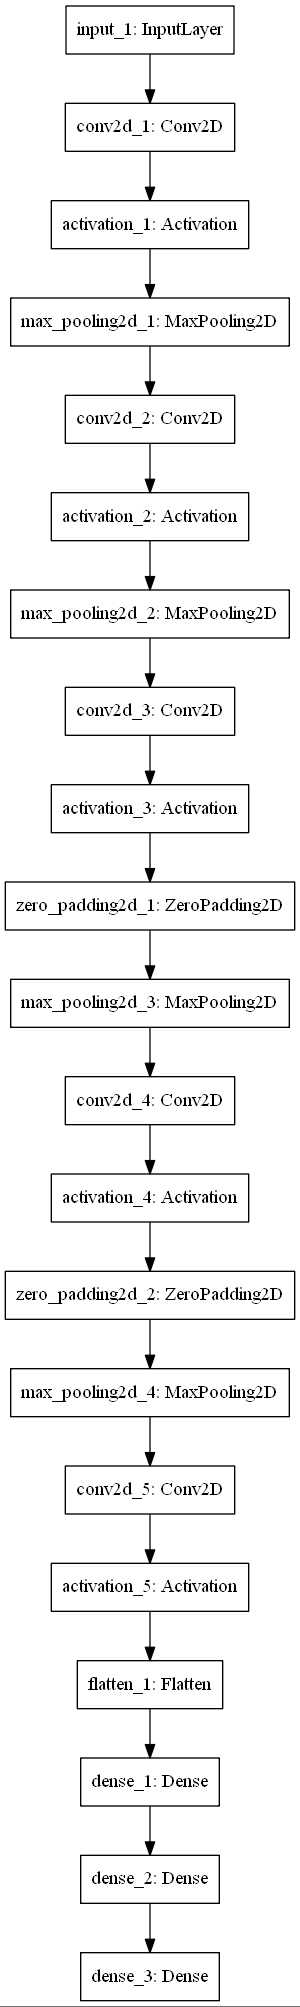 input_1: InputLayer
conv2d_1: Conv2D
activation_1: Activation
max_pooling2d_1: MaxPooling2D
conv2d_2: Conv2D
activation_2: Activation
max_pooling2d_2: MaxPooling2D
conv2d_3: Conv2D
activation_3: Activation
zero_padding2d_1: ZeroPadding2D
max_pooling2d_3: MaxPooling2D
conv2d_4: Conv2D
activation_4: Activation
zero_padding2d_2: ZeroPadding2D
max_pooling2d_4: MaxPooling2D
conv2d_5: Conv2D
activation_5: Activation
flatten_1: Flatten
dense_1: Dense
dense_2: Dense
dense_3: Dense